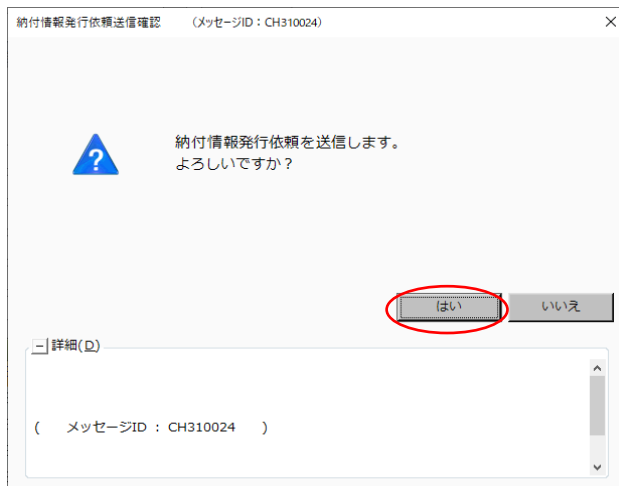 納付情報発行依頼送信確認　（メッセージID：CH310024）
?
納付情報発行依頼を送信します。
よろしいですか？
はい　いいえ
詳細(D)
(　メッセージID : CH310024　)